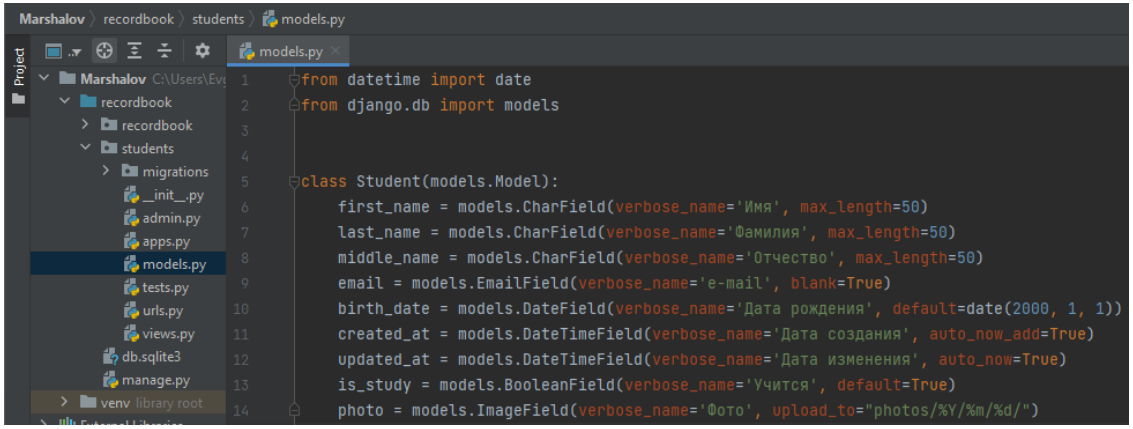 Marshalov recordbook students models.py
Project
models.py
Marshalov C:\Users\Evg
recordbook
recordbook
students
migrations
__init__.py
admin.py
apps.py
models.py
tests.py
urls.py
views.py
db.sqlite3
manage.py
venv library root
External Libraries
1 from datetime import date
2 from django.db import models
3
4
5 class Student(models.Model):
6 first_name = models.CharField(verbose_name='Имя', max_length=50)
7 last_name = models.CharField(verbose_name='Фамилия', max_length=50)
8 middle_name = models.CharField(verbose_name='Отчество', max_length=50)
9 email = models.EmailField(verbose_name='e-mail', blank=True)
10 birth_date = models.DateField(verbose_name='Дата рождения', default=date(2000, 1, 1))
11 created_at = models.DateTimeField(verbose_name='Дата создания', auto_now_add=True)
12 updated_at = models.DateTimeField(verbose_name='Дата изменения', auto_now=True)
13 is_study = models.BooleanField(verbose_name='Учится', default=True)
14 photo = models.ImageField(verbose_name='Фото', upload_to="photos/%Y/%m/%d/")